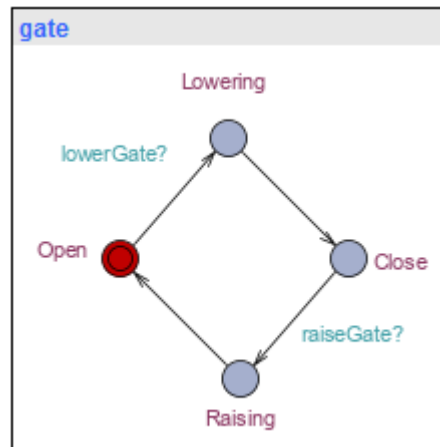 gate
Lowering
lowerGate?
Open
Close
raiseGate?
Raising